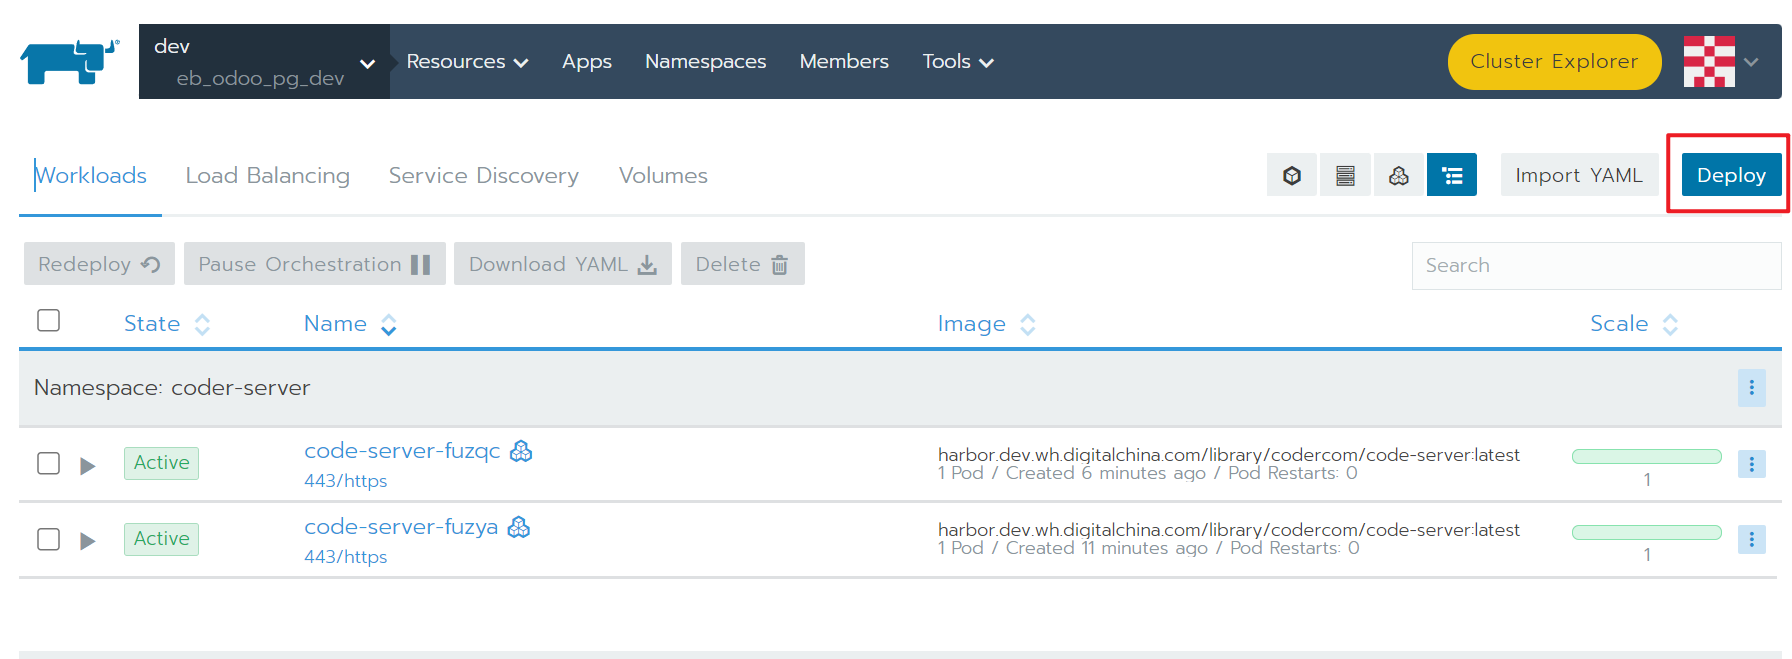 dev
eb_odoo_pg_dev
Resources Apps Namespaces Members Tools Cluster Explorer
Workloads Load Balancing Service Discovery Volumes Import YAML Deploy
Redeploy Pause Orchestration Download YAML Delete Search
State Name Image Scale
Namespace: coder-server
Active code-server-fuzqc harbor.dev.wh.digitalchina.com/library/codercom/code-server:latest
443/https 1 Pod / Created 6 minutes ago / Pod Restarts: 0 1
Active code-server-fuzya harbor.dev.wh.digitalchina.com/library/codercom/code-server:latest
443/https 1 Pod / Created 11 minutes ago / Pod Restarts: 0 1